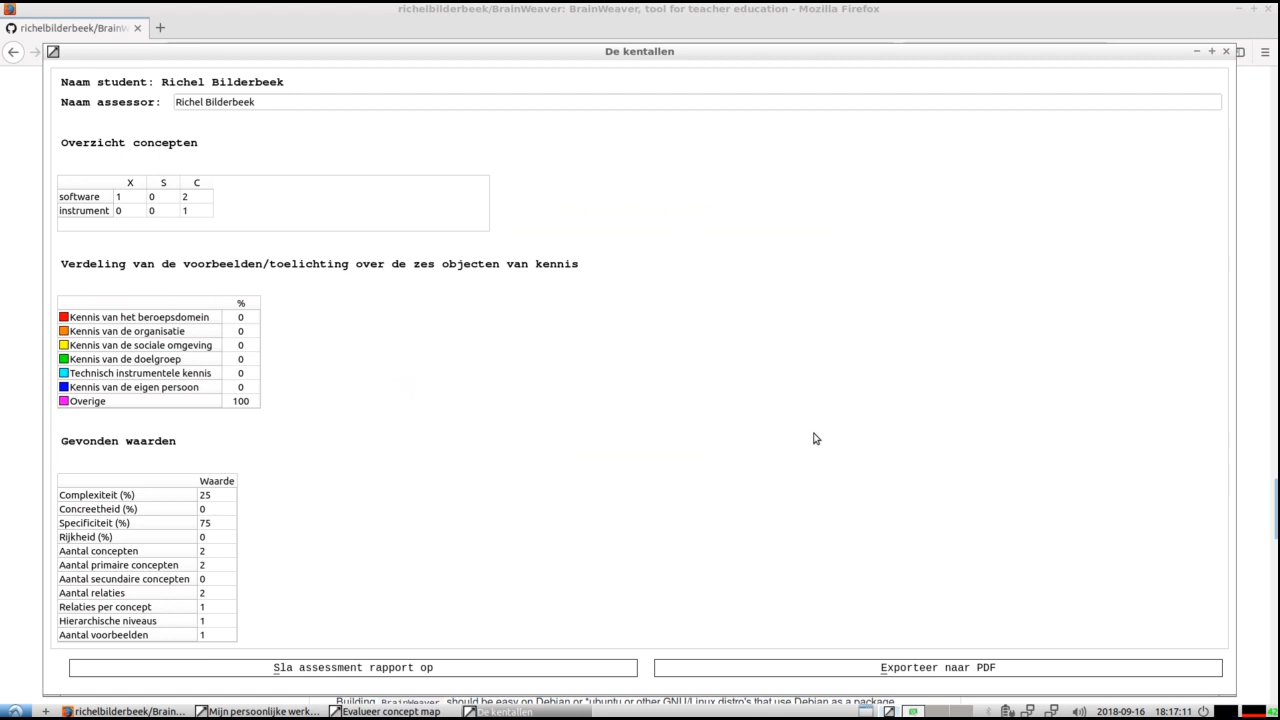 richelbilderbeek/BrainWeaver: BrainWeaver, tool for teacher education - Mozilla Firefox
richelbilderbeek/BrainW
De kentallen
Naam student: Richel Bilderbeek
Naam assessor: Richel Bilderbeek
Overzicht concepten
X S C
software 1 0 2
instrument 0 0 1
Verdeling van de voorbeelden/toelichting over de zes objecten van kennis
%
Kennis van het beroepsdomein 0
Kennis van de organisatie 0
Kennis van de sociale omgeving 0
Kennis van de doelgroep 0
Technisch instrumentele kennis 0
Kennis van de eigen persoon 0
Overige 100
Gevonden waarden
Waarde
Complexiteit (%) 25
Concreetheid (%) 0
Specificiteit (%) 75
Rijkheid (%) 0
Aantal concepten 2
Aantal primaire concepten 2
Aantal secundaire concepten 0
Aantal relaties 2
Relaties per concept 1
Hierarchische niveaus 1
Aantal voorbeelden 1
Sla assessment rapport op Exporteer naar PDF
Building BrainWeaver should be easy on Debian or *ubuntu or other GNU/Linux distro's that use Debian as a package
richelbilderbeek/Brain... Mijn persoonlijke werk... Evalueer concept map De kentallen 2018-09-16 18:17:11 42